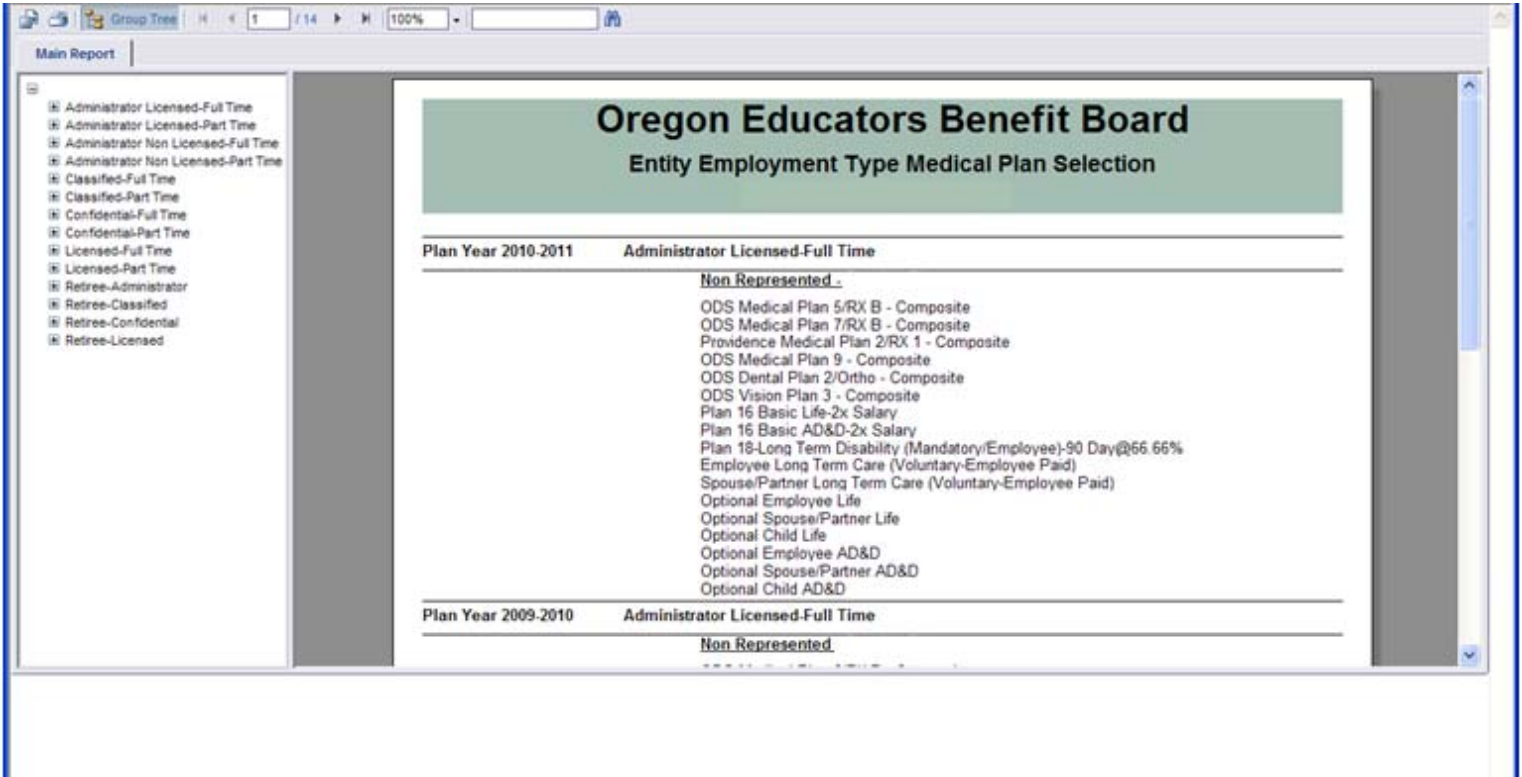 Group Tree 1 / 14 100%
Main Report
Administrator Licensed-Full Time
Administrator Licensed-Part Time
Administrator Non Licensed-Full Time
Administrator Non Licensed-Part Time
Classified-Full Time
Classified-Part Time
Confidential-Full Time
Confidential-Part Time
Licensed-Full Time
Licensed-Part Time
Retiree-Administrator
Retiree-Classified
Retiree-Confidential
Retiree-Licensed
Oregon Educators Benefit Board
Entity Employment Type Medical Plan Selection
Plan Year 2010-2011 Administrator Licensed-Full Time
Non Represented -
ODS Medical Plan 5/RX B - Composite
ODS Medical Plan 7/RX B - Composite
Providence Medical Plan 2/RX 1 - Composite
ODS Medical Plan 9 - Composite
ODS Dental Plan 2/Ortho - Composite
ODS Vision Plan 3 - Composite
Plan 16 Basic Life-2x Salary
Plan 16 Basic AD&D-2x Salary
Plan 18-Long Term Disability (Mandatory/Employee)-90 Day@66.66%
Employee Long Term Care (Voluntary-Employee Paid)
Spouse/Partner Long Term Care (Voluntary-Employee Paid)
Optional Employee Life
Optional Spouse/Partner Life
Optional Child Life
Optional Employee AD&D
Optional Spouse/Partner AD&D
Optional Child AD&D
Plan Year 2009-2010 Administrator Licensed-Full Time
Non Represented